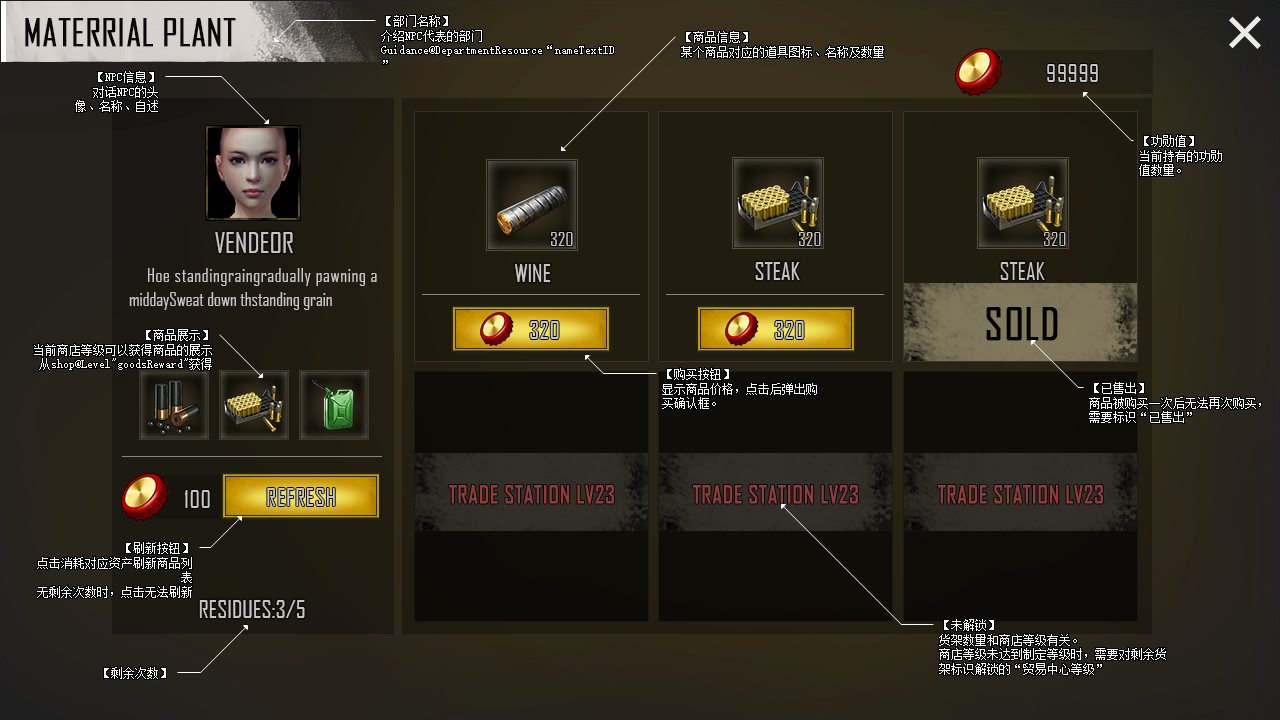 MATERRIAL PLANT
【部门名称】
介绍NPC代表的部门
Guidance@DepartmentResource“nameTextID
”
【商品信息】
某个商品对应的道具图标、名称及数量
99999
【NPC信息】
对话NPC的头
像、名称、自述
【功勋值】
当前持有的功勋
值数量。
VENDEOR
Hoe standingraingradually pawning a
middaySweat down thstanding grain
320
WINE
320
320
STEAK
320
320
STEAK
SOLD
【商品展示】
当前商店等级可以获得商品的展示
从shop@Level"goodsReward"获得
【购买按钮】
显示商品价格，点击后弹出购
买确认框。
【已售出】
商品被购买一次后无法再次购买，
需要标识“已售出”
100
REFRESH
TRADE STATION LV23
TRADE STATION LV23
TRADE STATION LV23
【刷新按钮】
点击消耗对应资产刷新商品列
表
无剩余次数时，点击无法刷新
RESIDUES:3/5
【剩余次数】
【未解锁】
货架数量和商店等级有关。
商店等级未达到制定等级时，需要对剩余货
架标识解锁的“贸易中心等级”